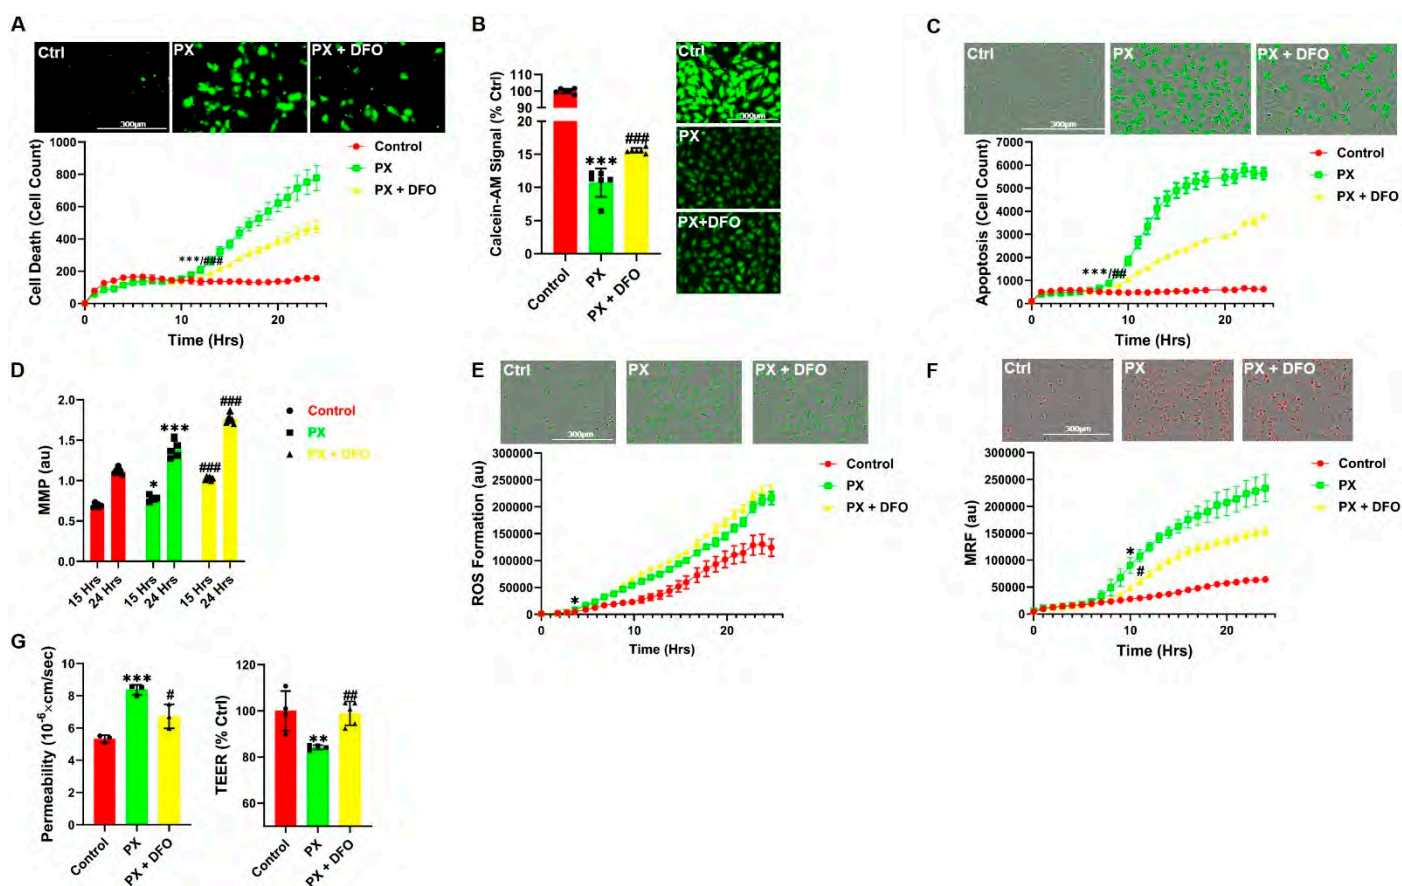 A
Ctrl
PX
PX + DFO
300µm
Cell Death (Cell Count)
1000
800
600
400
200
0
***/###
0
10
20
Time (Hrs)
Control
PX
PX + DFO
B
Calcein-AM Signal (% Ctrl)
110
100
90
20
15
10
5
0
***
###
Control
PX
PX + DFO
Ctrl
PX
PX+DFO
C
Ctrl
PX
PX + DFO
300µm
Apoptosis (Cell Count)
7000
6000
5000
4000
3000
2000
1000
0
***/##
0
10
20
Time (Hrs)
Control
PX
PX + DFO
D
MMP (au)
2.0
1.5
1.0
0.5
0.0
*
***
###
###
15 Hrs
24 Hrs
15 Hrs
24 Hrs
15 Hrs
24 Hrs
Control
PX
PX + DFO
E
Ctrl
PX
PX + DFO
300µm
ROS Formation (au)
300000
250000
200000
150000
100000
50000
0
*
0
10
20
Time (Hrs)
Control
PX
PX + DFO
F
Ctrl
PX
PX + DFO
300µm
MRF (au)
300000
250000
200000
150000
100000
50000
0
*
#
0
10
20
Time (Hrs)
Control
PX
PX + DFO
G
Permeability (10⁻⁶×cm/sec)
10
8
6
4
2
0
***
#
Control
PX
PX + DFO
TEER (% Ctrl)
120
100
80
60
**
##
Control
PX
PX + DFO